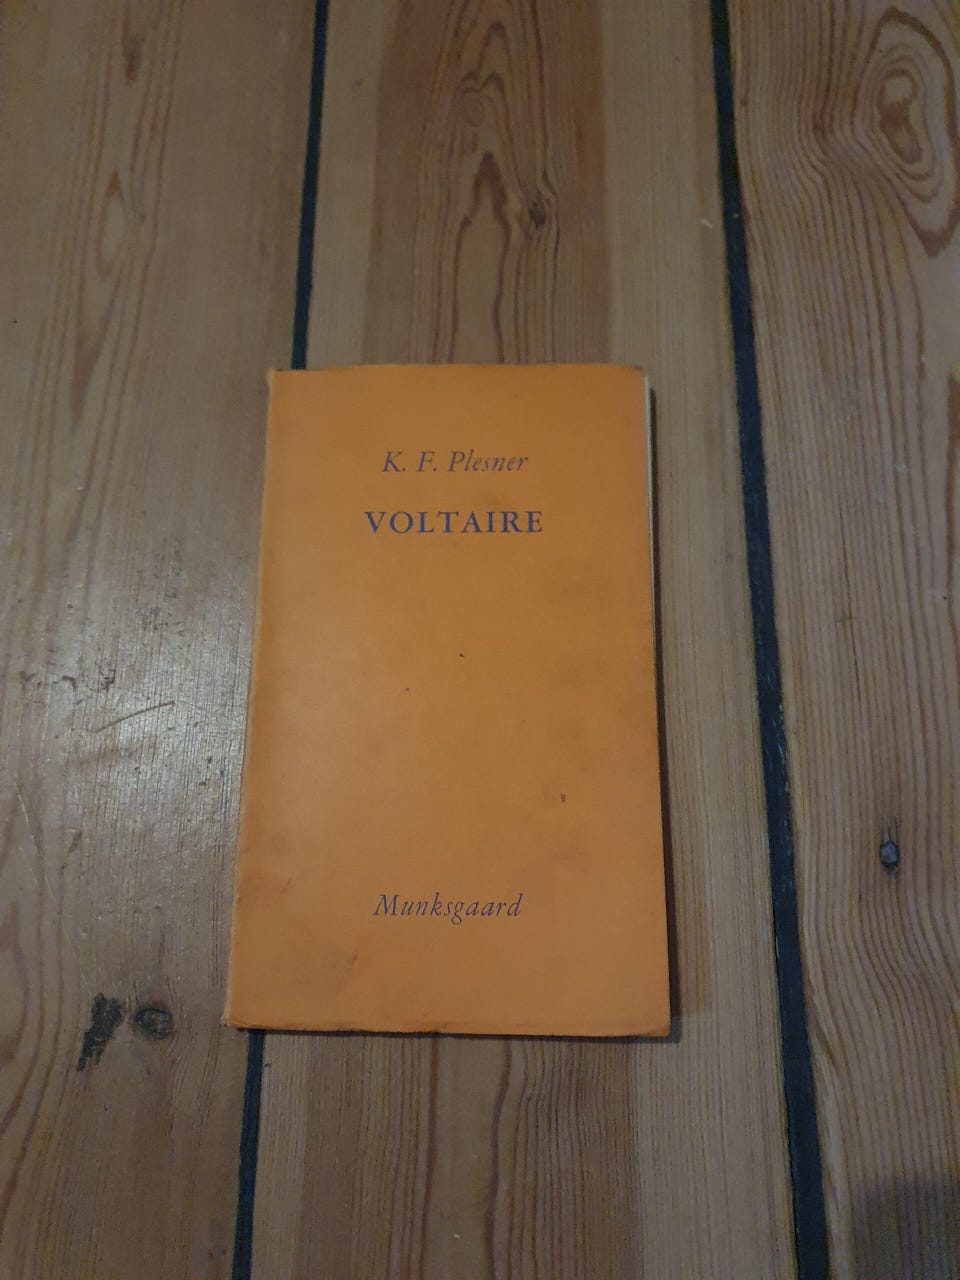 K. F. Plesner
VOLTAIRE
Munksgaard